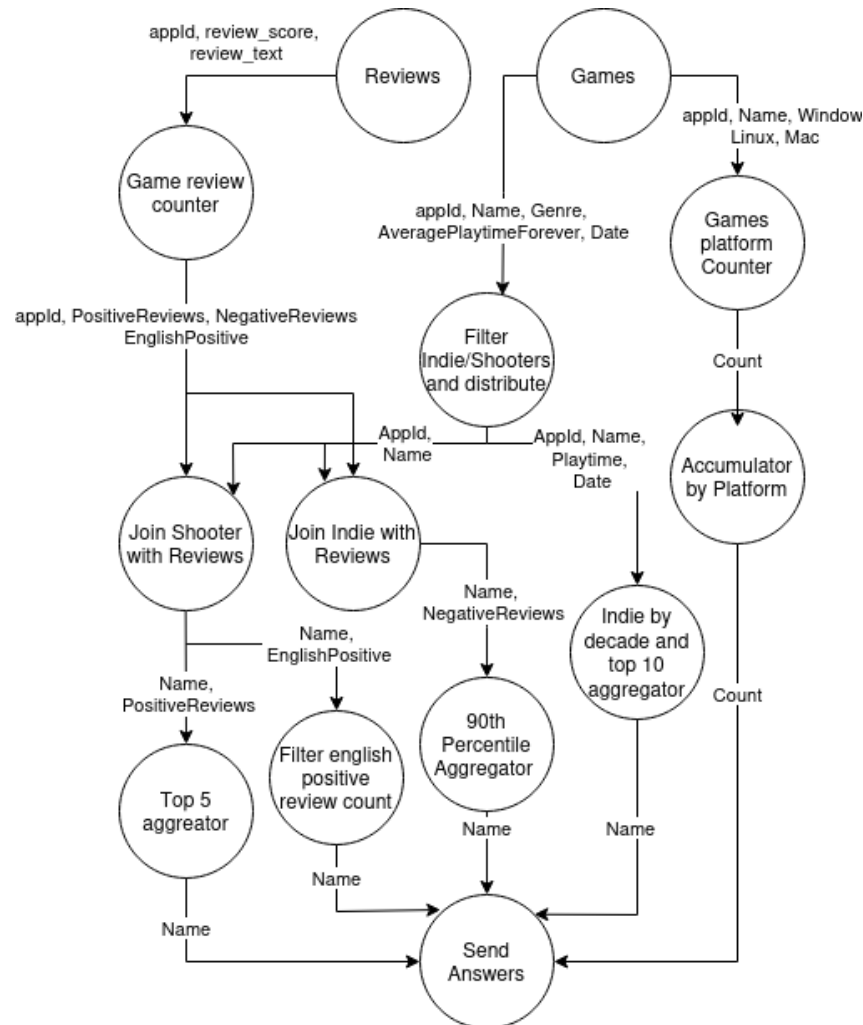 appId, review_score,
review_text
Reviews
Games
appId, Name, Window
Linux, Mac
Game review
counter
appId, Name, Genre,
AveragePlaytimeForever, Date
Games
platform
Counter
appId, PositiveReviews, NegativeReviews
EnglishPositive
Filter
Indie/Shooters
and distribute
Count
AppId,
Name
AppId, Name,
Playtime,
Date
Accumulator
by Platform
Join Shooter
with Reviews
Join Indie with
Reviews
Name,
NegativeReviews
Indie by
decade and
top 10
aggregator
Name,
EnglishPositive
Name,
PositiveReviews
Count
90th
Percentile
Aggregator
Filter english
positive
review count
Top 5
aggreator
Name
Name
Name
Name
Send
Answers